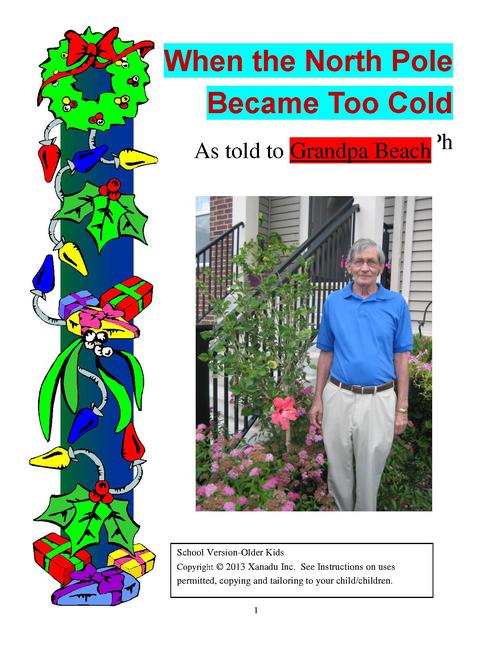 When the North Pole
Became Too Cold
As told to Grandpa Beach
School Version-Older Kids
Copyright © 2013 Xanadu Inc. See Instructions on uses
permitted, copying and tailoring to your child/children.
1